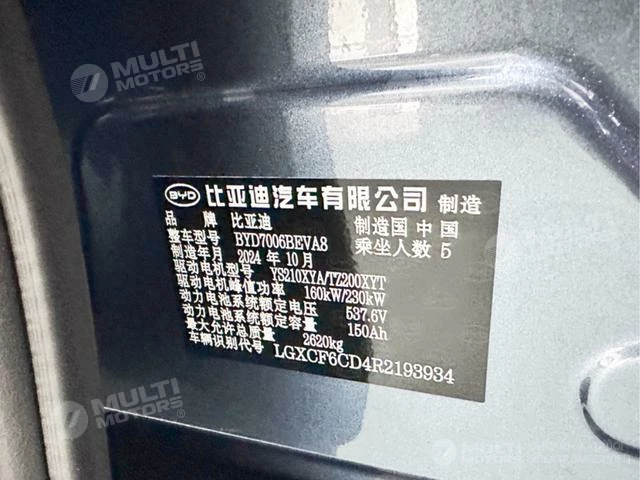 MULTI
MOTORS
BYD 比亚迪汽车有限公司 制造
品 牌 比亚迪 制造国 中国
整车型号 BYD7006BEVA8 乘坐人数 5
制造年月 2024 年 10 月
驱动电机型号 YS210XYA/TZ200XYT
驱动电机峰值功率 160kW/230kW
动力电池系统额定电压 537.6V
动力电池系统额定容量 150Ah
最大允许总质量 2620kg
车辆识别代号 LGXCF6CD4R2193934
MULTI
MOTORS
MULTI
MOTORS